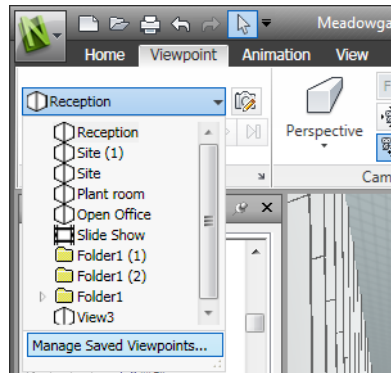 Meadowga
Home Viewpoint Animation View
Reception
Perspective
Cam
Reception
Site (1)
Site
Plant room
Open Office
Slide Show
Folder1 (1)
Folder1 (2)
Folder1
View3
Manage Saved Viewpoints...